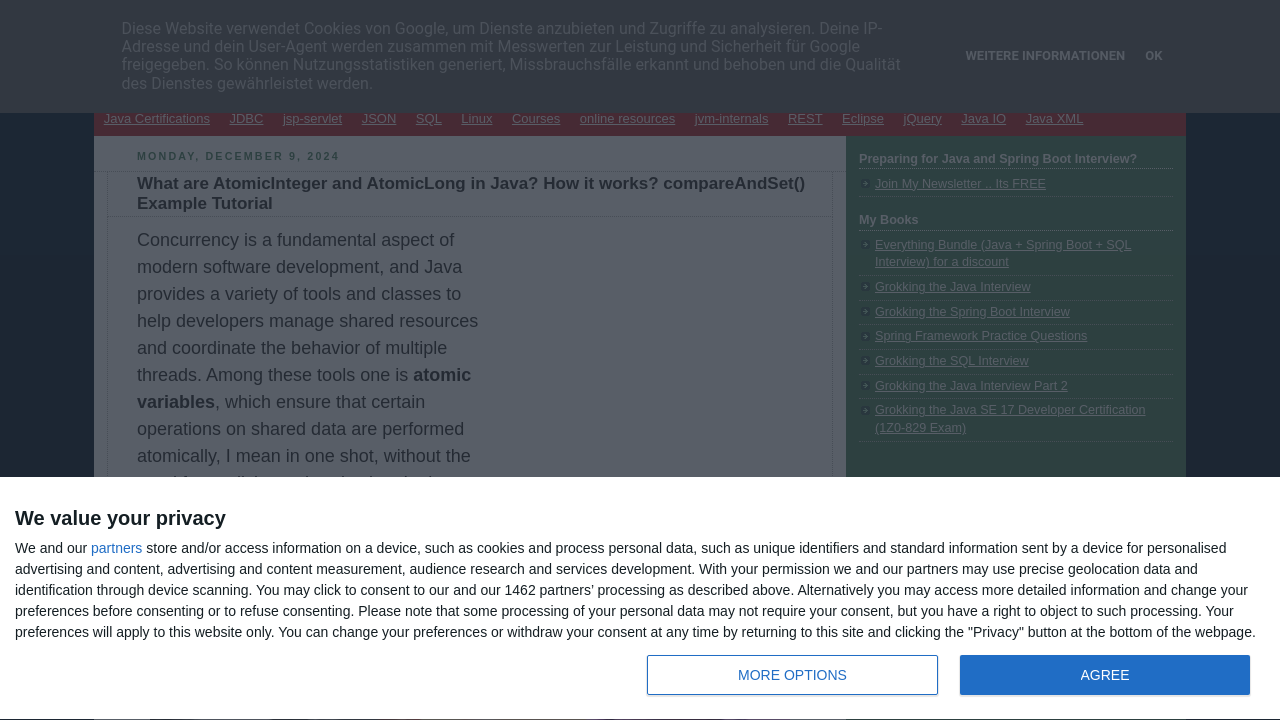 Diese Website verwendet Cookies von Google, um Dienste anzubieten und Zugriffe zu analysieren. Deine IP-
Adresse und dein User-Agent werden zusammen mit Messwerten zur Leistung und Sicherheit für Google
freigegeben. So können Nutzungsstatistiken generiert, Missbrauchsfälle erkannt und behoben und die Qualität
des Dienstes gewährleistet werden.
WEITERE INFORMATIONEN OK
Java Certifications JDBC jsp-servlet JSON SQL Linux Courses online resources jvm-internals REST Eclipse jQuery Java IO Java XML
MONDAY, DECEMBER 9, 2024
What are AtomicInteger and AtomicLong in Java? How it works? compareAndSet()
Example Tutorial
Concurrency is a fundamental aspect of
modern software development, and Java
provides a variety of tools and classes to
help developers manage shared resources
and coordinate the behavior of multiple
threads. Among these tools one is atomic
variables, which ensure that certain
operations on shared data are performed
atomically, I mean in one shot, without the
Preparing for Java and Spring Boot Interview?
Join My Newsletter .. Its FREE
My Books
Everything Bundle (Java + Spring Boot + SQL
Interview) for a discount
Grokking the Java Interview
Grokking the Spring Boot Interview
Spring Framework Practice Questions
Grokking the SQL Interview
Grokking the Java Interview Part 2
Grokking the Java SE 17 Developer Certification
(1Z0-829 Exam)
We value your privacy
We and our partners store and/or access information on a device, such as cookies and process personal data, such as unique identifiers and standard information sent by a device for personalised
advertising and content, advertising and content measurement, audience research and services development. With your permission we and our partners may use precise geolocation data and
identification through device scanning. You may click to consent to our and our 1462 partners' processing as described above. Alternatively you may access more detailed information and change your
preferences before consenting or to refuse consenting. Please note that some processing of your personal data may not require your consent, but you have a right to object to such processing. Your
preferences will apply to this website only. You can change your preferences or withdraw your consent at any time by returning to this site and clicking the "Privacy" button at the bottom of the webpage.
MORE OPTIONS AGREE